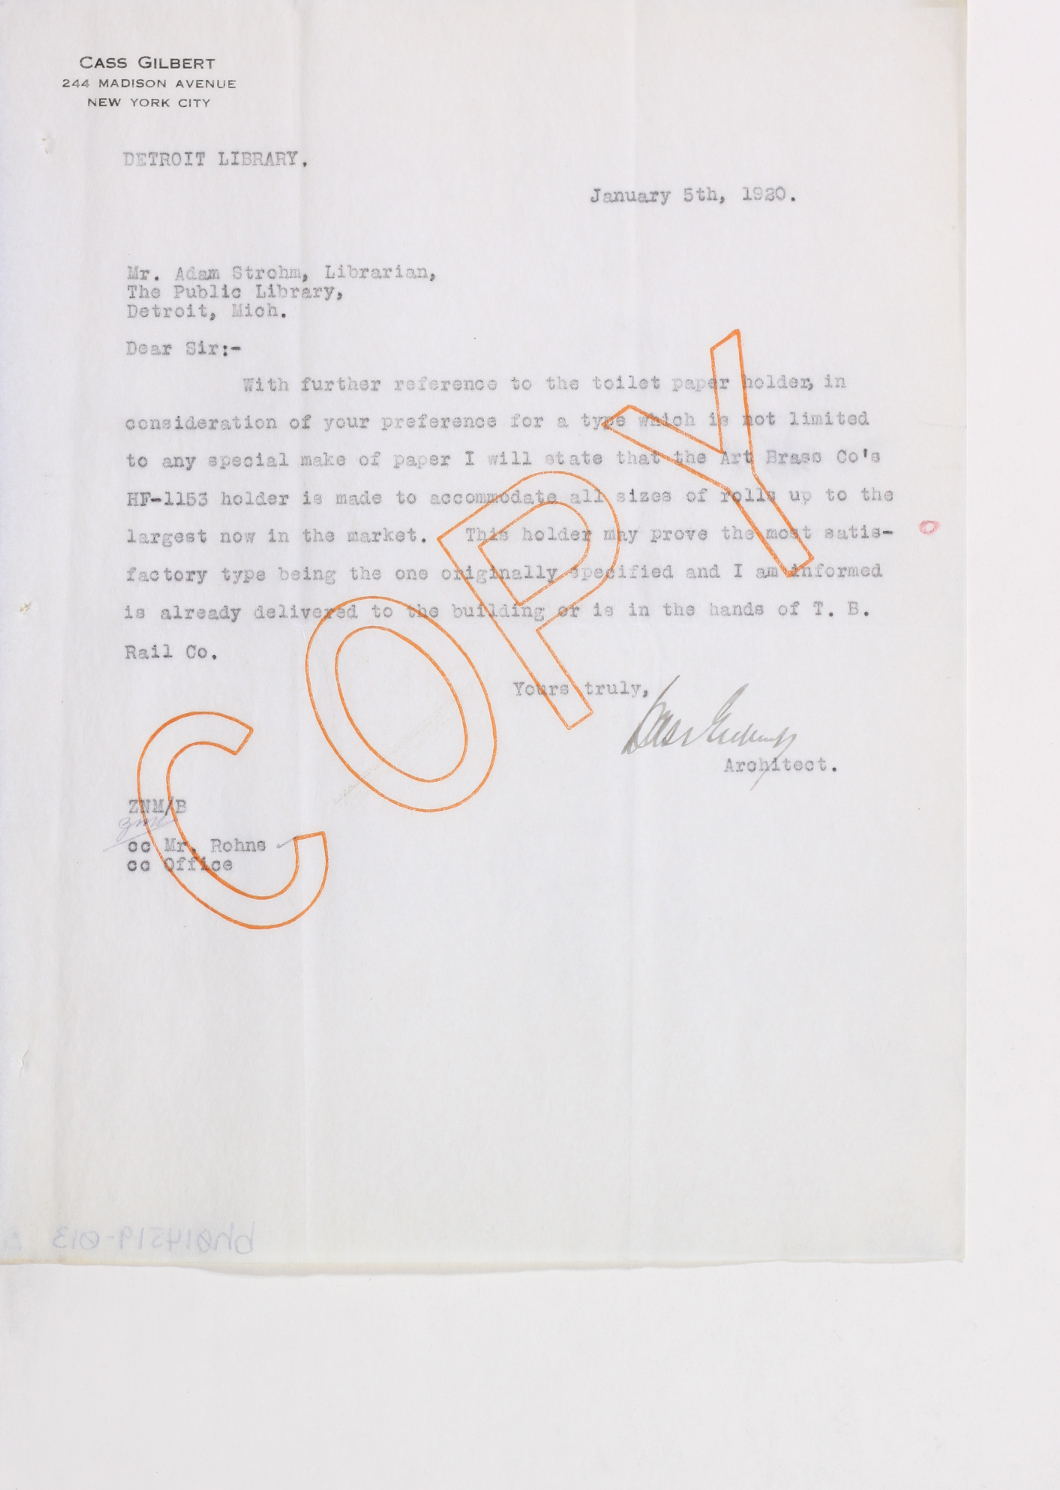 CASS GILBERT
244 MADISON AVENUE
NEW YORK CITY
DETROIT LIBRARY.
January 5th, 1920.
Mr. Adam Strohm, Librarian,
The Public Library,
Detroit, Mich.
Dear Sir:-
With further reference to the toilet paper holder, in
consideration of your preference for a type which is not limited
to any special make of paper I will state that the Art Brass Co's
HF-1153 holder is made to accommodate all sizes of rolls up to the
largest now in the market. This holder may prove the most satis-
factory type being the one originally specified and I am informed
is already delivered to the building or is in the hands of T. B.
Rail Co.
Yours truly,
Cass Gilbert
Architect.
ZNM/B
znm
cc Mr. Rohns
cc Office
COPY
bh014519-013